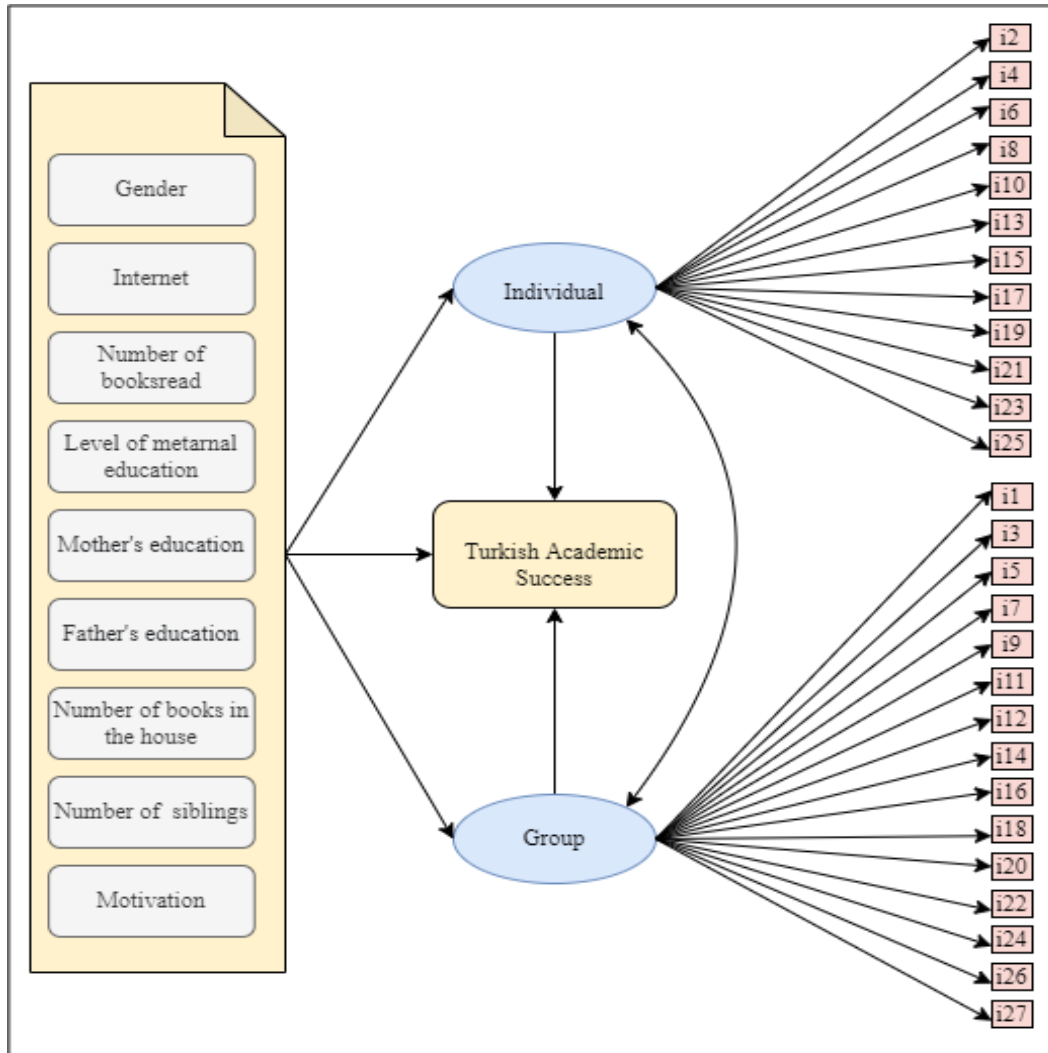 Gender
Internet
Number of
booksread
Level of metarnal
education
Mother's education
Father's education
Number of books in
the house
Number of siblings
Motivation
Individual
Turkish Academic
Success
Group
i2
i4
i6
i8
i10
i13
i15
i17
i19
i21
i23
i25
i1
i3
i5
i7
i9
i11
i12
i14
i16
i18
i20
i22
i24
i26
i27